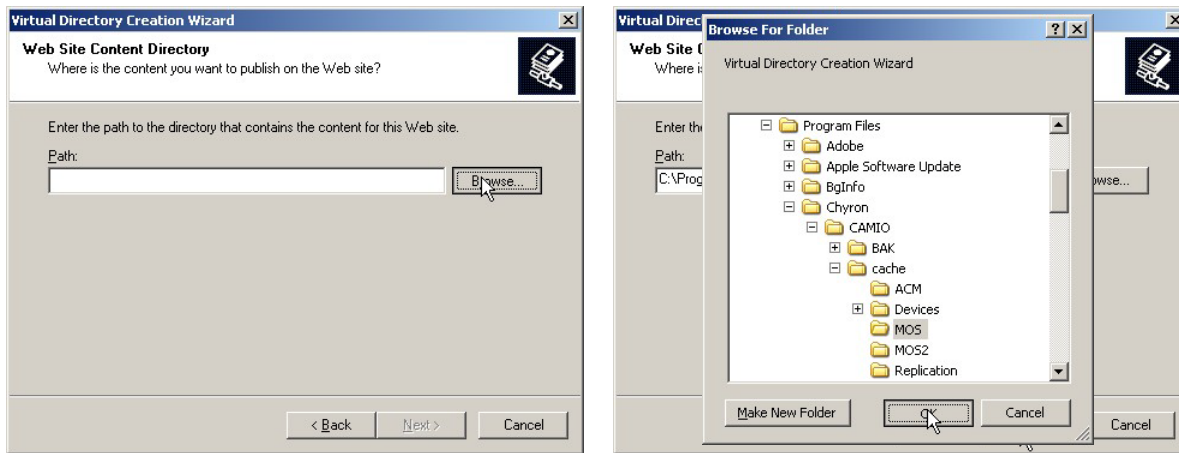 Virtual Directory Creation Wizard
Web Site Content Directory
Where is the content you want to publish on the Web site?
Enter the path to the directory that contains the content for this Web site.
Path:
Browse...
< Back
Next >
Cancel
Virtual Direc
Web Site C
Where is
Enter the
Path:
C:\Prog
wse...
Cancel
Browse For Folder
Virtual Directory Creation Wizard
Program Files
Adobe
Apple Software Update
BgInfo
Chyron
CAMIO
BAK
cache
ACM
Devices
MOS
MOS2
Replication
Make New Folder
OK
Cancel